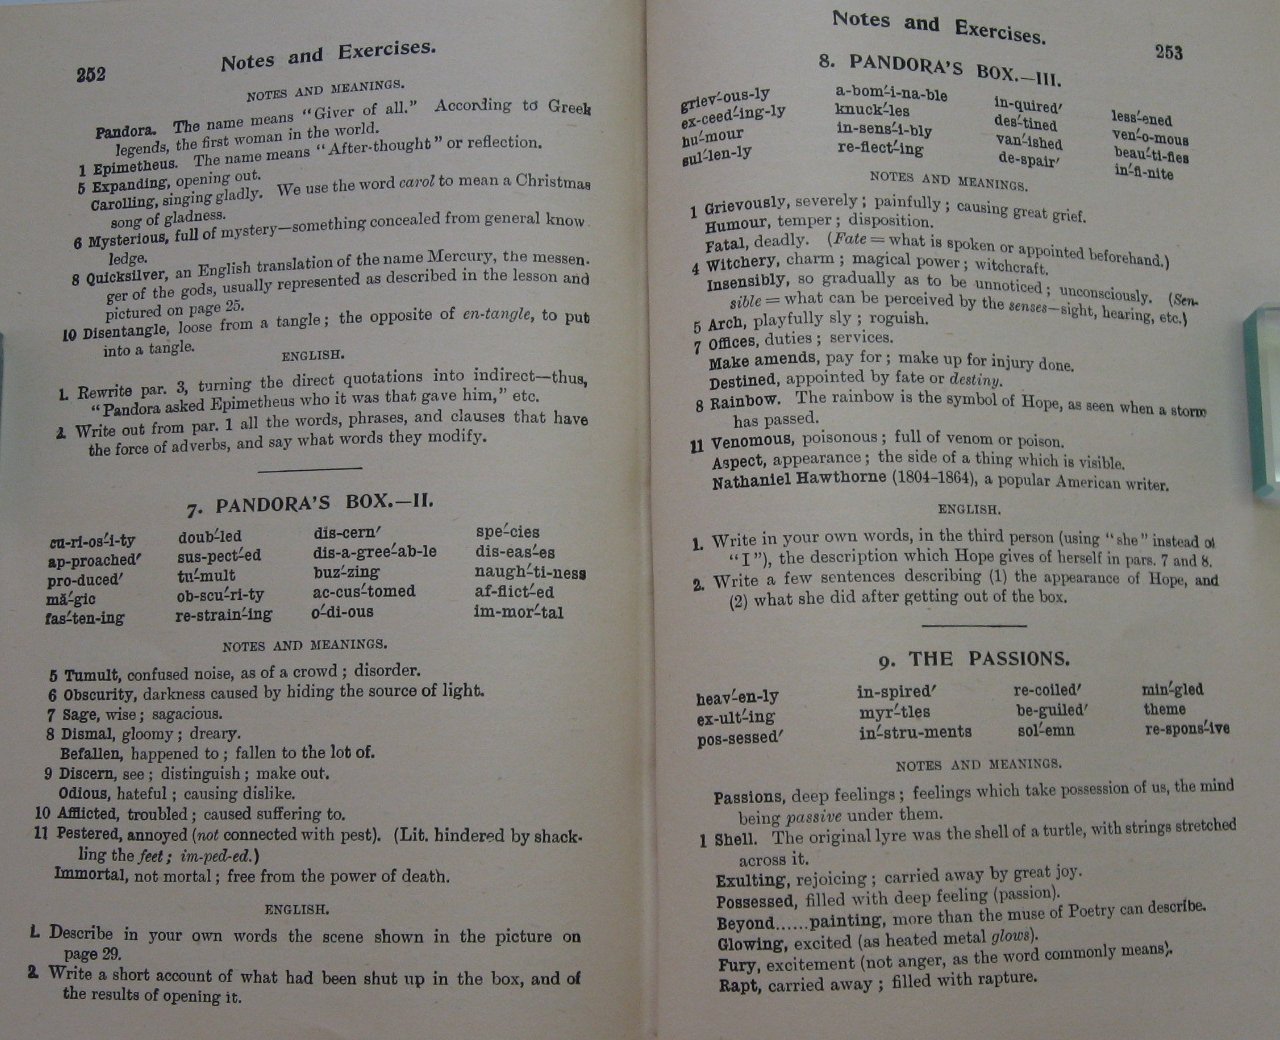 252
Notes and Exercises.
NOTES AND MEANINGS.
Pandora. The name means "Giver of all." According to Greek
legends, the first woman in the world.
1 Epimetheus. The name means "After-thought" or reflection.
5 Expanding, opening out.
Carolling, singing gladly. We use the word carol to mean a Christmas
song of gladness.
6 Mysterious, full of mystery—something concealed from general know
ledge.
8 Quicksilver, an English translation of the name Mercury, the messen.
ger of the gods, usually represented as described in the lesson and
pictured on page 25.
10 Disentangle, loose from a tangle; the opposite of en-tangle, to put
into a tangle.
ENGLISH.
1. Rewrite par. 3, turning the direct quotations into indirect—thus,
"Pandora asked Epimetheus who it was that gave him," etc.
2. Write out from par. 1 all the words, phrases, and clauses that have
the force of adverbs, and say what words they modify.
7. PANDORA'S BOX.—II.
cu-ri-os′-i-ty doub′-led dis-cern′ spe′-cies
ap-proached′ sus-pect′-ed dis-a-gree′-ab-le dis-eas′-es
pro-duced′ tu′-mult buz′-zing naugh′-ti-ness
mă′-gic ob-scu′-ri-ty ac-cus′-tomed af-flict′-ed
fas′-ten-ing re-strain′-ing o′-di-ous im-mor′-tal
NOTES AND MEANINGS.
5 Tumult, confused noise, as of a crowd; disorder.
6 Obscurity, darkness caused by hiding the source of light.
7 Sage, wise; sagacious.
8 Dismal, gloomy; dreary.
Befallen, happened to; fallen to the lot of.
9 Discern, see; distinguish; make out.
Odious, hateful; causing dislike.
10 Afflicted, troubled; caused suffering to.
11 Pestered, annoyed (not connected with pest). (Lit. hindered by shack-
ling the feet; im-ped-ed.)
Immortal, not mortal; free from the power of death.
ENGLISH.
1. Describe in your own words the scene shown in the picture on
page 29.
2. Write a short account of what had been shut up in the box, and of
the results of opening it.
Notes and Exercises.
253
8. PANDORA'S BOX.—III.
griev′-ous-ly a-bom′-i-na-ble in-quired′ less′-ened
ex-ceed′-ing-ly knuck′-les des′-tined ven′-o-mous
hu′-mour in-sens′-i-bly van′-ished beau′-ti-fies
sul′-len-ly re-flect′-ing de-spair′ in′-fi-nite
NOTES AND MEANINGS.
1 Grievously, severely; painfully; causing great grief.
Humour, temper; disposition.
Fatal, deadly. (Fate = what is spoken or appointed beforehand.)
4 Witchery, charm; magical power; witchcraft.
Insensibly, so gradually as to be unnoticed; unconsciously. (Sen-
sible = what can be perceived by the senses—sight, hearing, etc.)
5 Arch, playfully sly; roguish.
7 Offices, duties; services.
Make amends, pay for; make up for injury done.
Destined, appointed by fate or destiny.
8 Rainbow. The rainbow is the symbol of Hope, as seen when a storm
has passed.
11 Venomous, poisonous; full of venom or poison.
Aspect, appearance; the side of a thing which is visible.
Nathaniel Hawthorne (1804-1864), a popular American writer.
ENGLISH.
1. Write in your own words, in the third person (using "she" instead of
"I"), the description which Hope gives of herself in pars. 7 and 8.
2. Write a few sentences describing (1) the appearance of Hope, and
(2) what she did after getting out of the box.
9. THE PASSIONS.
heav′-en-ly in-spired′ re-coiled′ min′-gled
ex-ult′-ing myr′-tles be-guiled′ theme
pos-sessed′ in′-stru-ments sol′-emn re-spons′-ive
NOTES AND MEANINGS.
Passions, deep feelings; feelings which take possession of us, the mind
being passive under them.
1 Shell. The original lyre was the shell of a turtle, with strings stretched
across it.
Exulting, rejoicing; carried away by great joy.
Possessed, filled with deep feeling (passion).
Beyond......painting, more than the muse of Poetry can describe.
Glowing, excited (as heated metal glows).
Fury, excitement (not anger, as the word commonly means).
Rapt, carried away; filled with rapture.